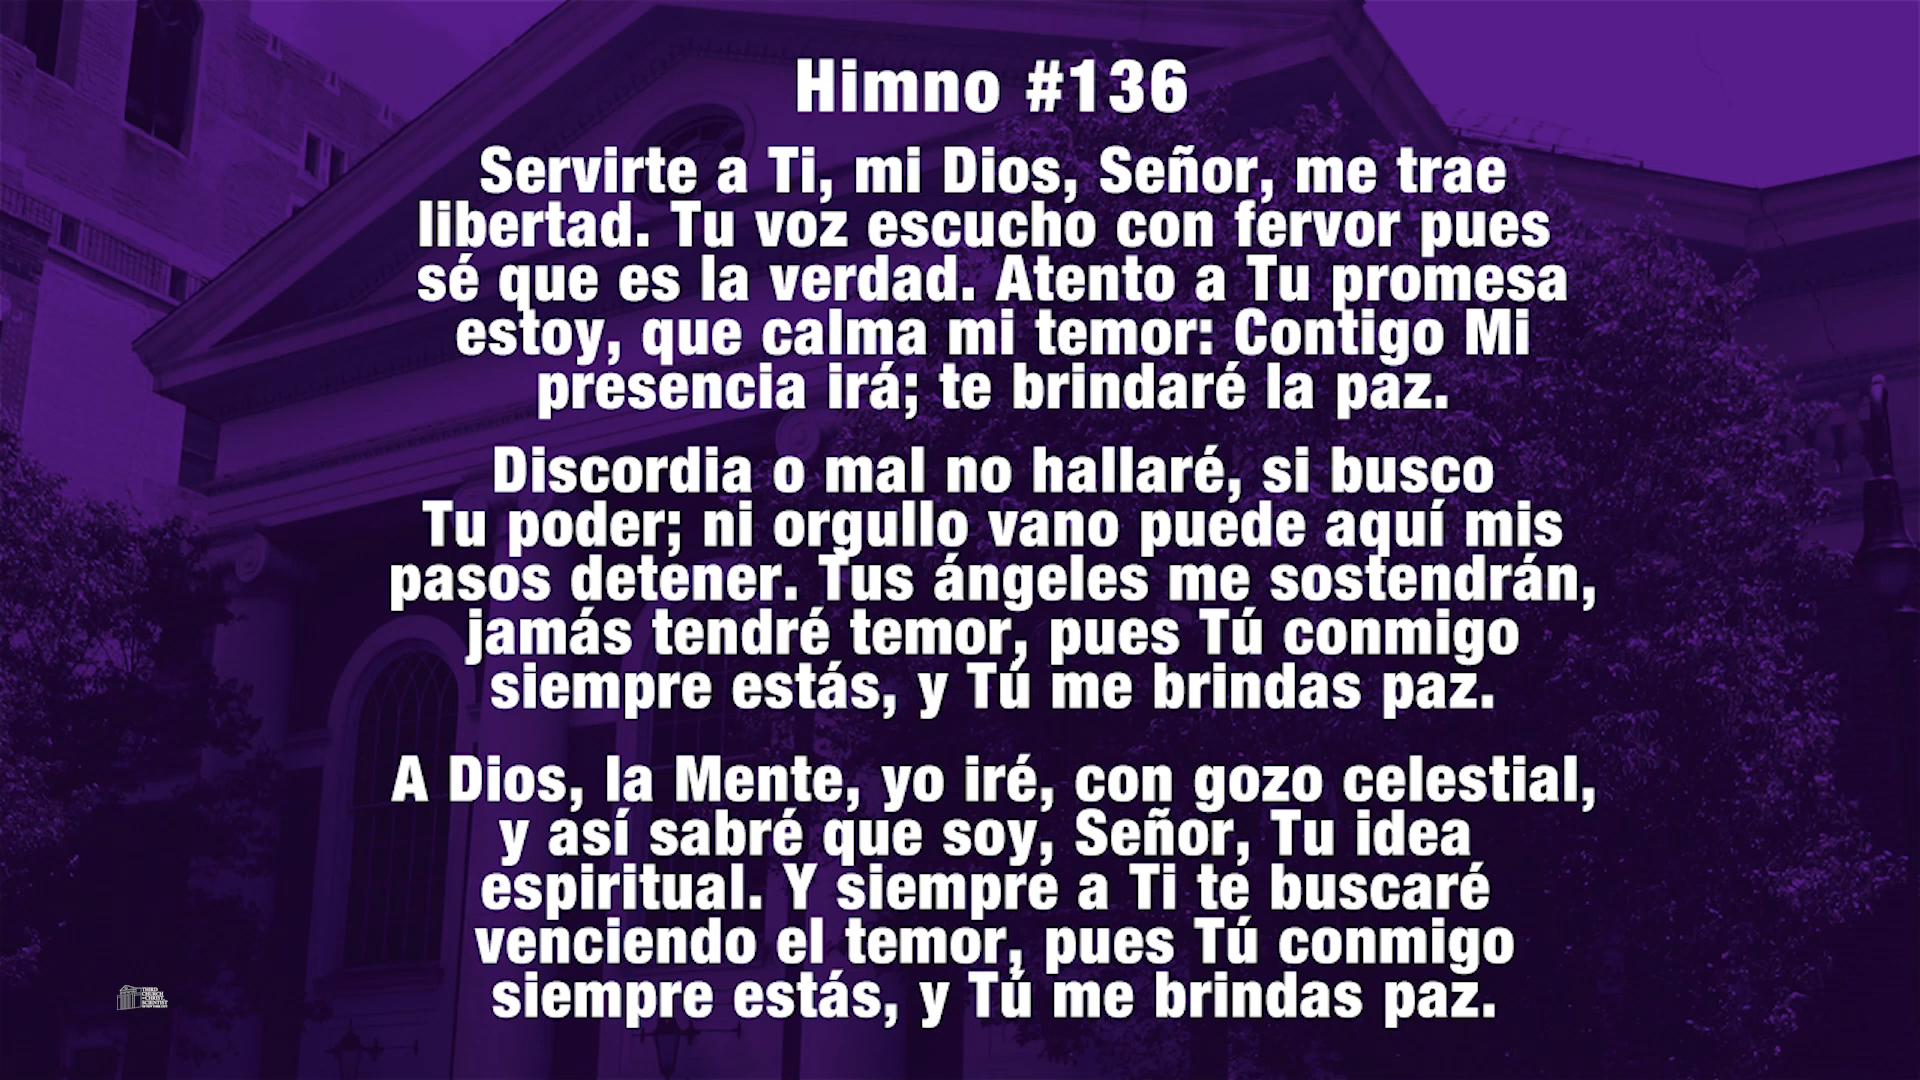 Himno #136
Servirte a Ti, mi Dios, Señor, me trae
libertad. Tu voz escucho con fervor pues
sé que es la verdad. Atento a Tu promesa
estoy, que calma mi temor: Contigo Mi
presencia irá; te brindaré la paz.
Discordia o mal no hallaré, si busco
Tu poder; ni orgullo vano puede aquí mis
pasos detener. Tus ángeles me sostendrán,
jamás tendré temor, pues Tú conmigo
siempre estás, y Tú me brindas paz.
A Dios, la Mente, yo iré, con gozo celestial,
y así sabré que soy, Señor, Tu idea
espiritual. Y siempre a Ti te buscaré
venciendo el temor, pues Tú conmigo
siempre estás, y Tú me brindas paz.
THIRD
CHURCH
CHRIST
SCIENTIST